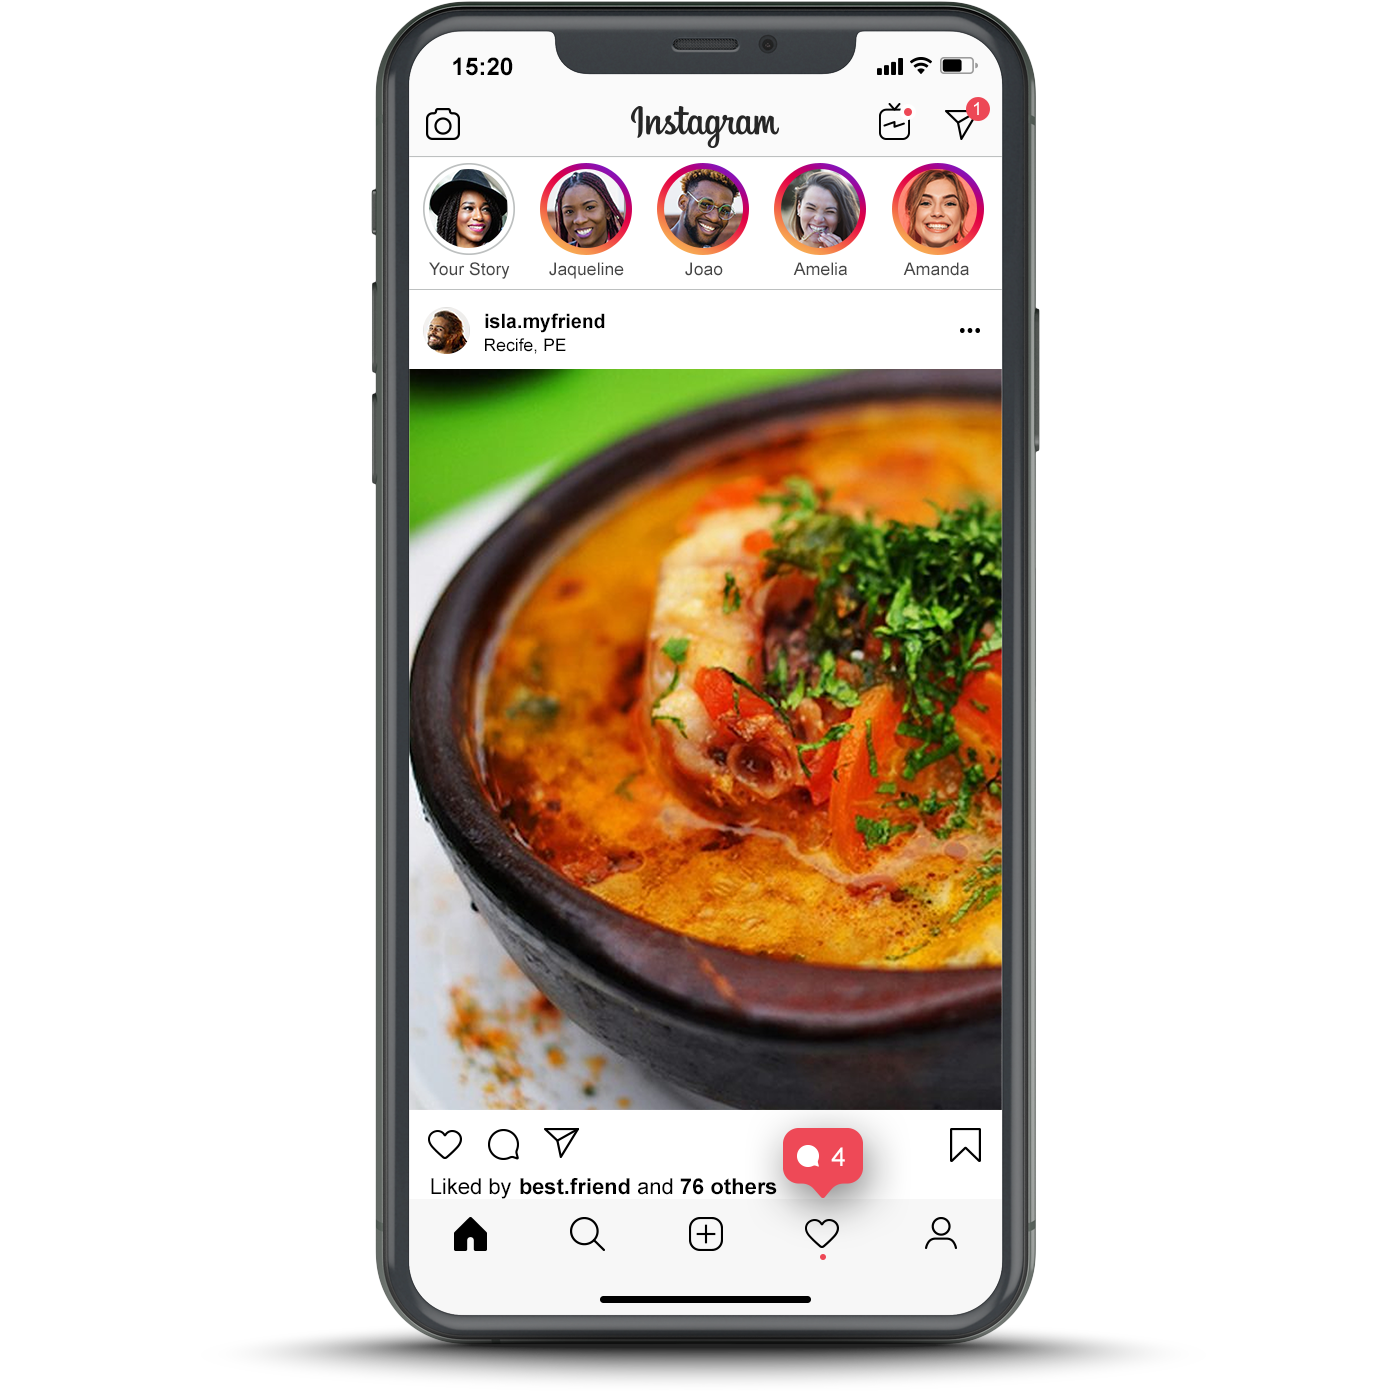 15:20
Instagram
1
Your Story
Jaqueline
Joao
Amelia
Amanda
isla.myfriend
Recife, PE
4
Liked by best.friend and 76 others